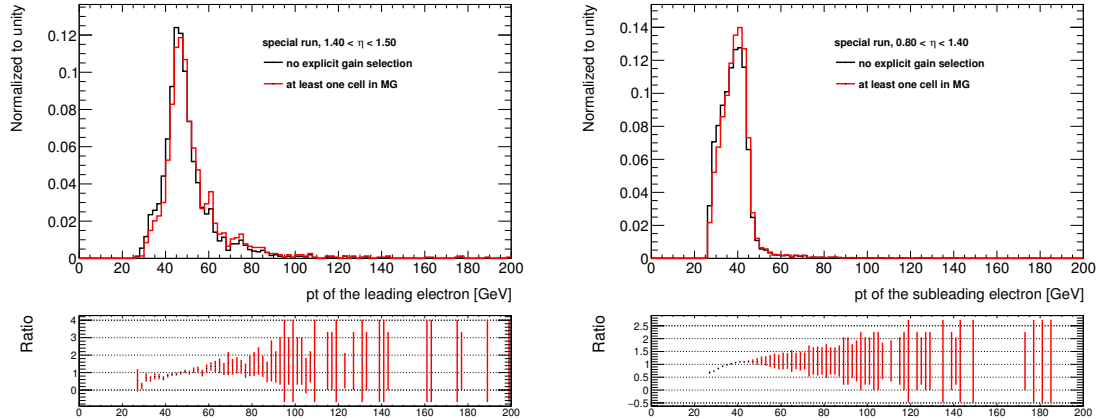 Normalized to unity
0.12
0.1
0.08
0.06
0.04
0.02
0
special run, 1.40 < η < 1.50
no explicit gain selection
at least one cell in MG
0 20 40 60 80 100 120 140 160 180 200
pt of the leading electron [GeV]
Ratio
4
3
2
1
0
0 20 40 60 80 100 120 140 160 180 200
Normalized to unity
0.14
0.12
0.1
0.08
0.06
0.04
0.02
0
special run, 0.80 < η < 1.40
no explicit gain selection
at least one cell in MG
0 20 40 60 80 100 120 140 160 180 200
pt of the subleading electron [GeV]
Ratio
2.5
2
1.5
1
0.5
0
−0.5
0 20 40 60 80 100 120 140 160 180 200